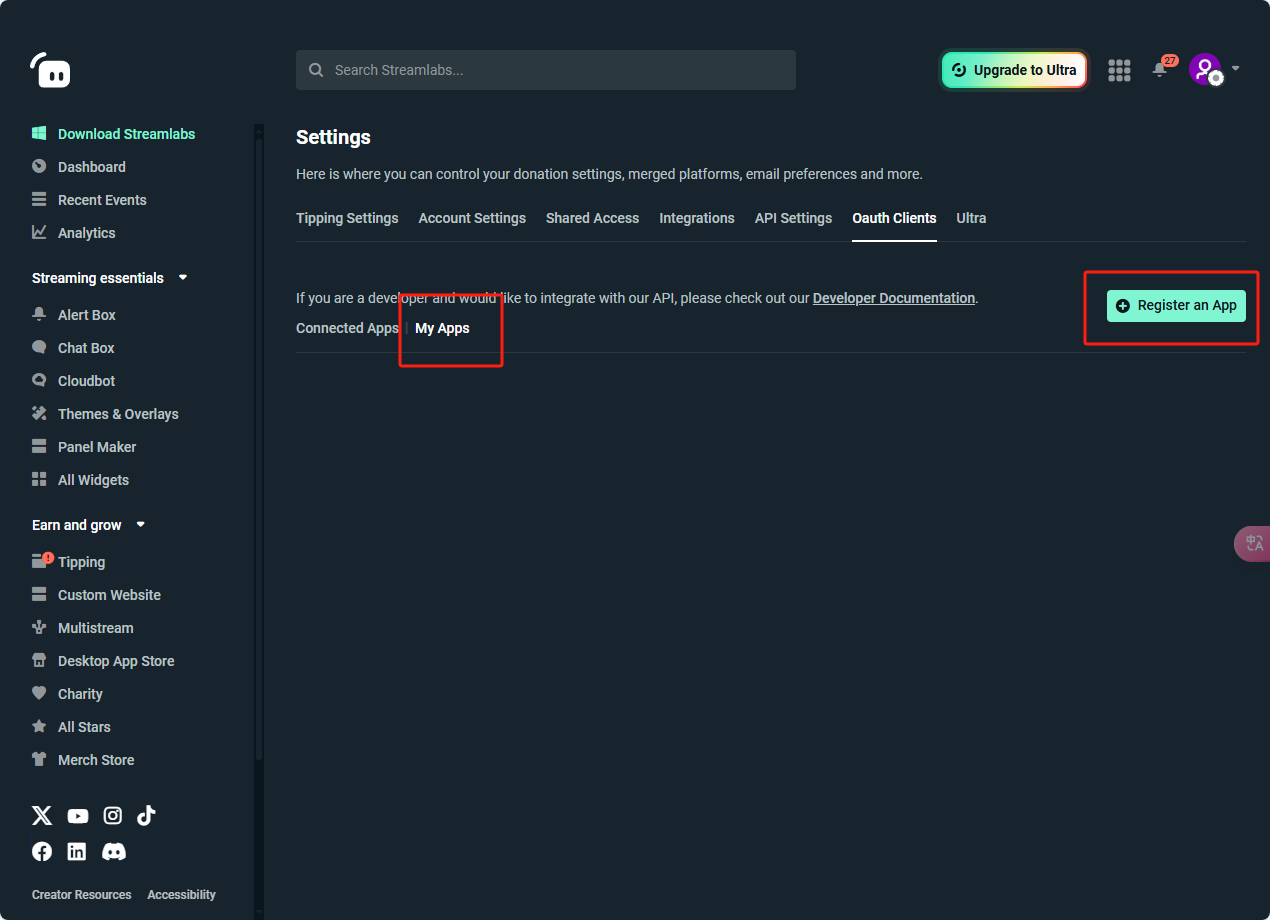 Search Streamlabs...
Upgrade to Ultra
27
Download Streamlabs
Dashboard
Recent Events
Analytics
Streaming essentials
Alert Box
Chat Box
Cloudbot
Themes & Overlays
Panel Maker
All Widgets
Earn and grow
Tipping
Custom Website
Multistream
Desktop App Store
Charity
All Stars
Merch Store
Creator Resources Accessibility
Settings
Here is where you can control your donation settings, merged platforms, email preferences and more.
Tipping Settings Account Settings Shared Access Integrations API Settings Oauth Clients Ultra
If you are a developer and would like to integrate with our API, please check out our Developer Documentation.
Register an App
Connected Apps | My Apps
中A